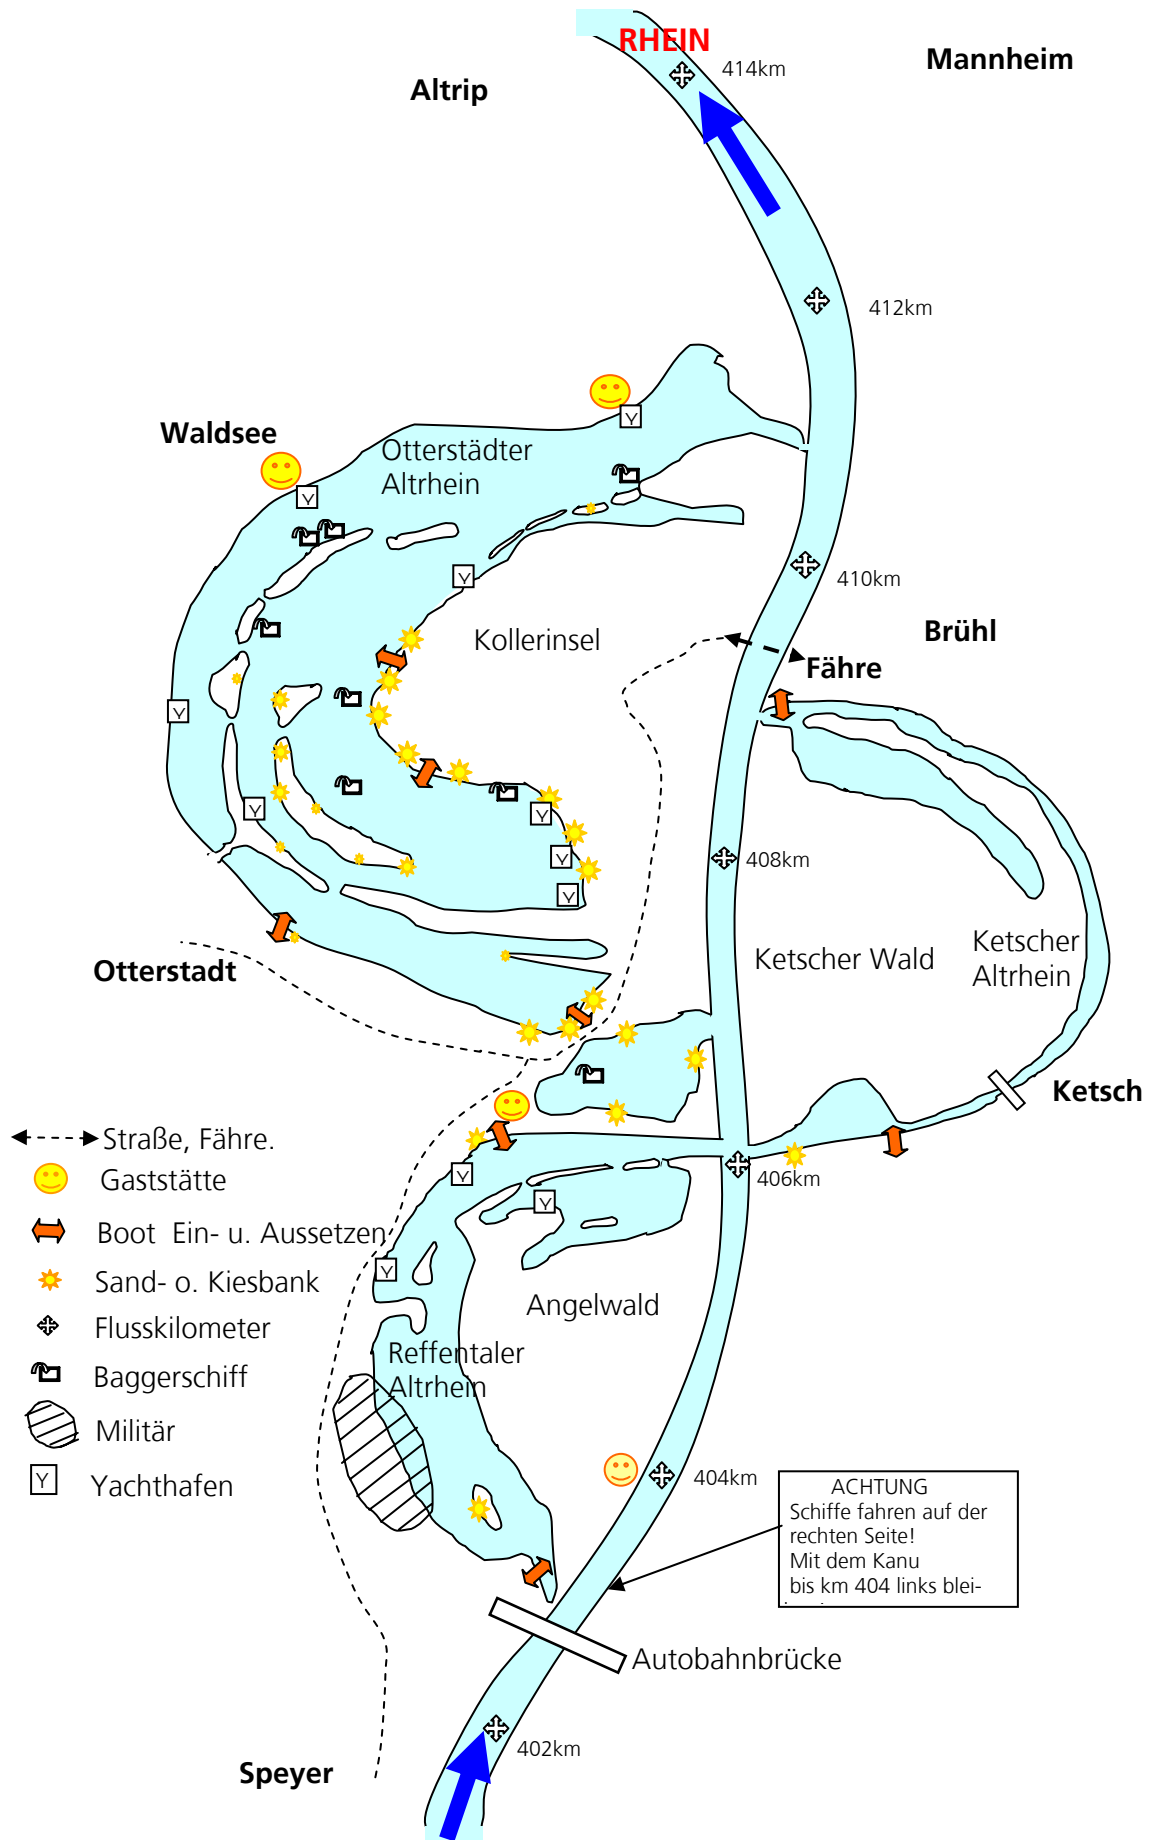 RHEIN
Mannheim
414km
Altrip
412km
Waldsee
Otterstädter
Altrhein
Y
Y
410km
Y
Kollerinsel
Brühl
Fähre
Y
Y
Y
408km
Y
Y
Ketscher Wald
Ketscher
Altrhein
Otterstadt
Ketsch
Straße, Fähre.
Gaststätte
Boot Ein- u. Aussetzen
Sand- o. Kiesbank
Flusskilometer
Baggerschiff
Militär
Y
Yachthafen
406km
Y
Y
Y
Angelwald
Reffentaler
Altrhein
404km
ACHTUNG
Schiffe fahren auf der
rechten Seite!
Mit dem Kanu
bis km 404 links blei-
Autobahnbrücke
402km
Speyer